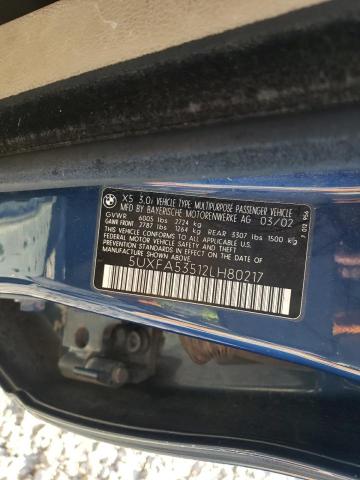 X5 3.0i VEHICLE TYPE: MULTIPURPOSE PASSENGER VEHICLE
MFD BY BAYERISCHE MOTORENWERKE AG 03/02
GVWR 6005 lbs 2724 kg
GAWR FRONT 2787 lbs 1264 kg REAR 3307 lbs 1500 kg
THIS VEHICLE CONFORMS TO ALL APPLICABLE U.S. FEDERAL
MOTOR VEHICLE SAFETY AND THEFT PREVENTION
STANDARDS IN EFFECT ON THE DATE OF
MANUFACTURE SHOWN ABOVE.
5UXFA53512LH80217